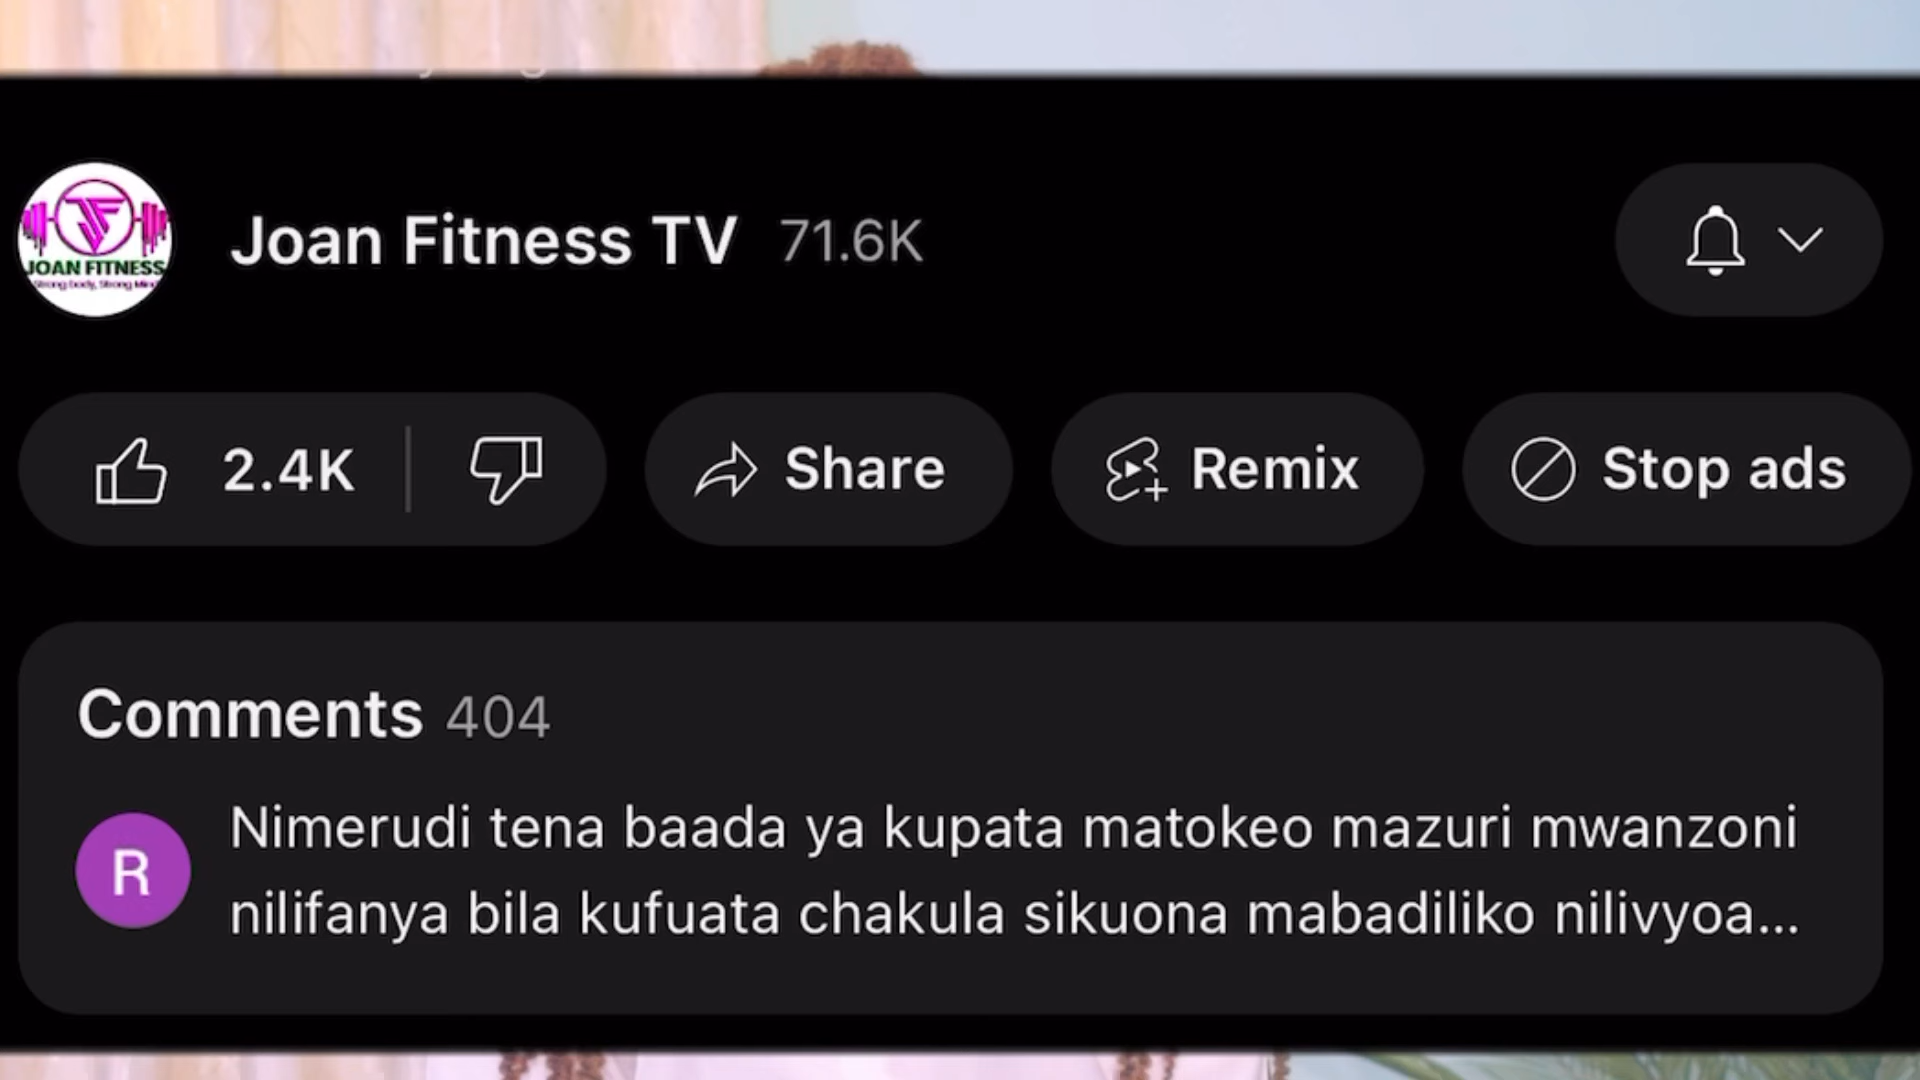 JOAN FITNESS
Strong body, Strong Mind
Joan Fitness TV 71.6K
2.4K Share Remix Stop ads
Comments 404
R
Nimerudi tena baada ya kupata matokeo mazuri mwanzoni
nilifanya bila kufuata chakula sikuona mabadiliko nilivyoa...